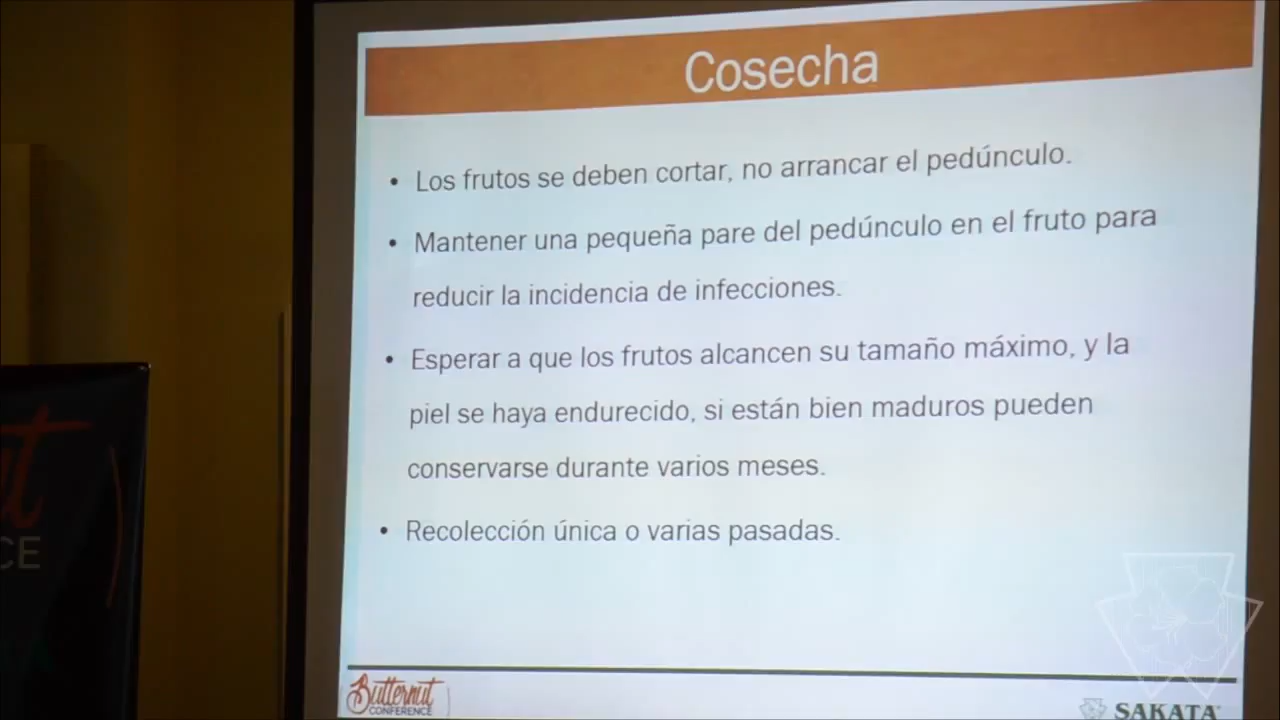 Cosecha
• Los frutos se deben cortar, no arrancar el pedúnculo.
• Mantener una pequeña pare del pedúnculo en el fruto para
reducir la incidencia de infecciones.
• Esperar a que los frutos alcancen su tamaño máximo, y la
piel se haya endurecido, si están bien maduros pueden
conservarse durante varios meses.
• Recolección única o varias pasadas.
Butternut
CONFERENCE
SAKATA